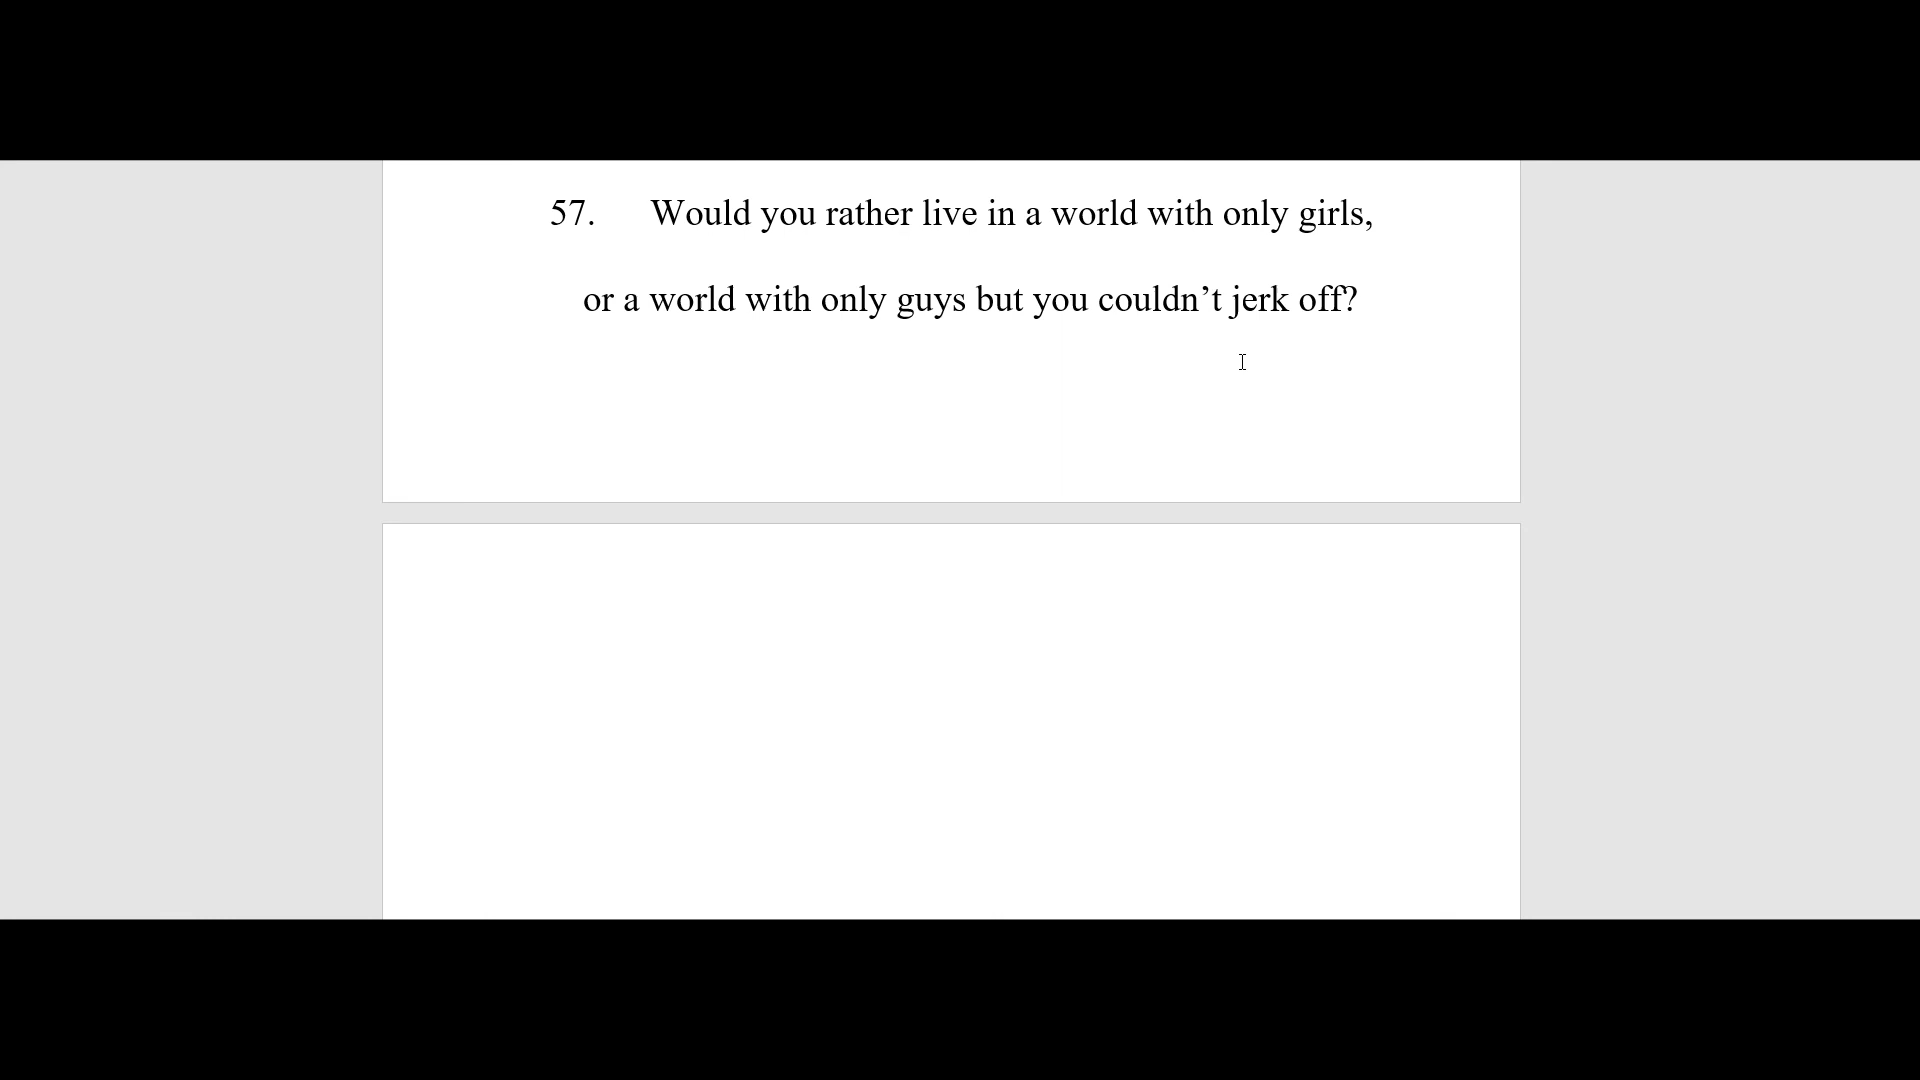 57. Would you rather live in a world with only girls,
or a world with only guys but you couldn’t jerk off?